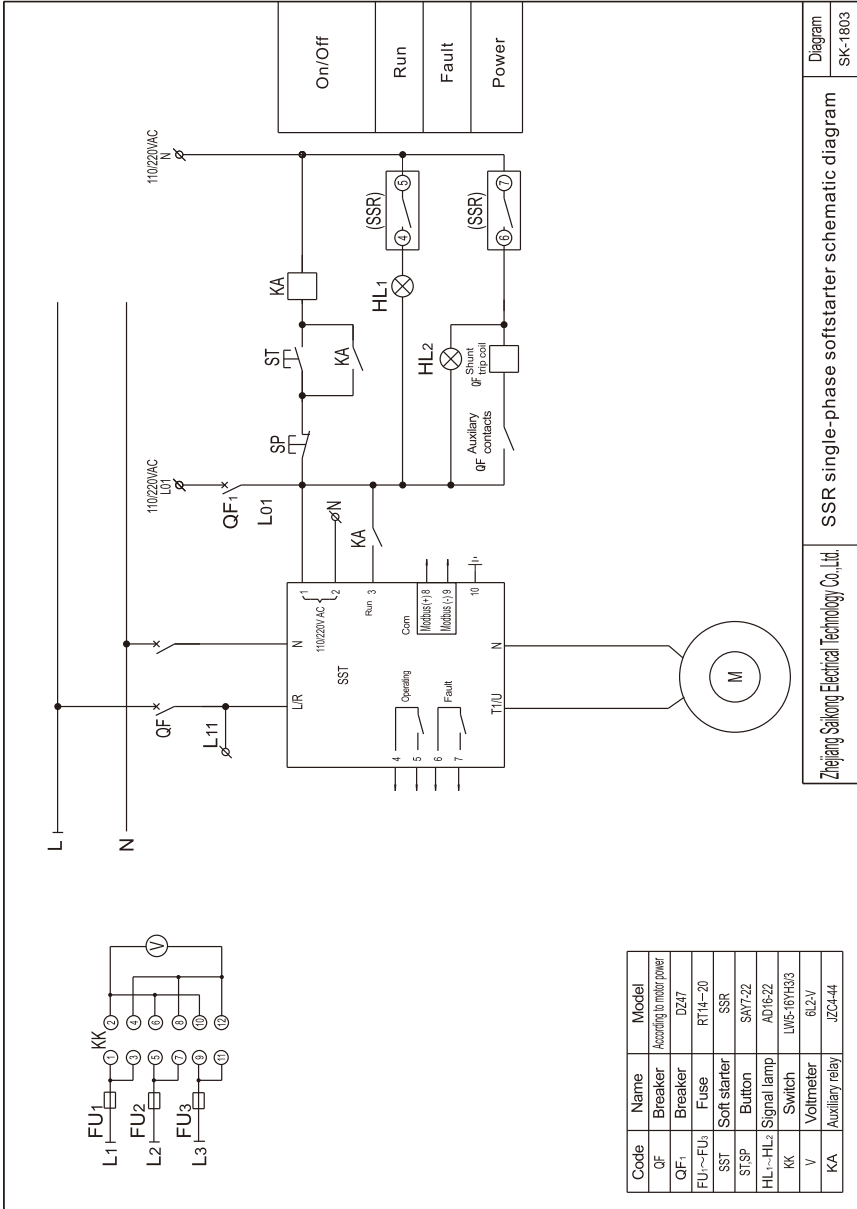 L1
L2
L3
FU1
FU2
FU3
KK
1 2
3 4
5 6
7 8
9 10
11 12
V
L
N
QF
L11
110/220VAC
L01
QF1
L01
110/220VAC
N
SP
ST
KA
KA
HL1
(SSR)
4 5
HL2
QF Shunt trip coil
QF Auxilary contacts
(SSR)
6 7
KA
N
L/R
N
SST
110/220V AC
1
2
Run 3
Com
Modbus(+) 8
Modbus (-) 9
10
Operating
Fault
4
5
6
7
T1/U
N
M
On/Off
Run
Fault
Power
Code Name Model
QF Breaker According to motor power
QF1 Breaker DZ47
FU1~FU3 Fuse RT14—20
SST Soft starter SSR
ST,SP Button SAY7-22
HL1~HL2 Signal lamp AD16-22
KK Switch LW5-16YH3/3
V Voltmeter 6L2-V
KA Auxiliary relay JZC4-44
Zhejiang Saikong Electrical Technology Co.,Ltd.
SSR single-phase softstarter schematic diagram
Diagram
SK-1803